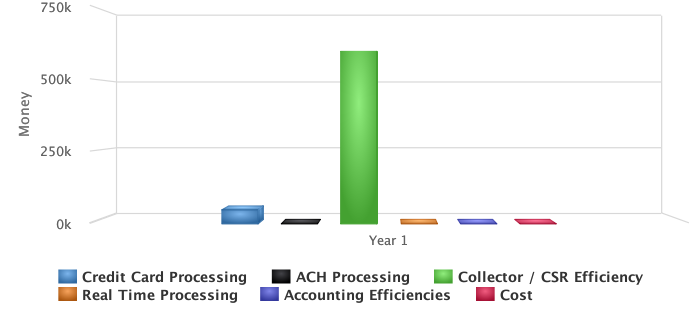 750k
500k
250k
0k
Money
Year 1
Credit Card Processing ACH Processing Collector / CSR Efficiency
Real Time Processing Accounting Efficiencies Cost